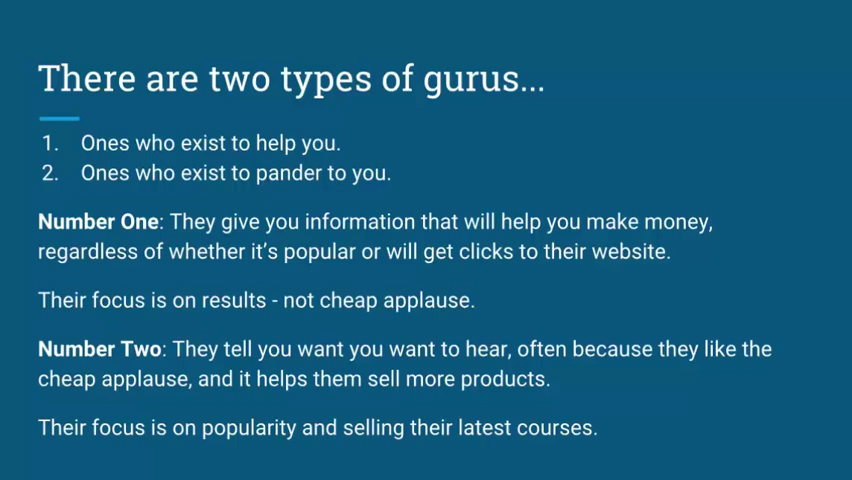 There are two types of gurus...
1. Ones who exist to help you.
2. Ones who exist to pander to you.
Number One: They give you information that will help you make money,
regardless of whether it's popular or will get clicks to their website.
Their focus is on results - not cheap applause.
Number Two: They tell you want you want to hear, often because they like the
cheap applause, and it helps them sell more products.
Their focus is on popularity and selling their latest courses.